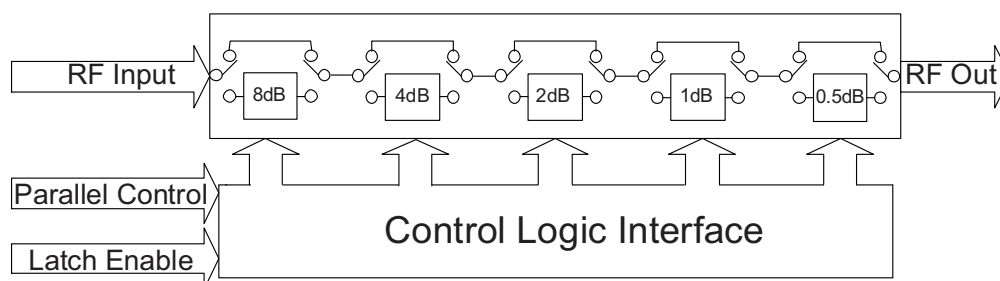 RF Input
RF Out
8dB
4dB
2dB
1dB
0.5dB
Parallel Control
Control Logic Interface
Latch Enable